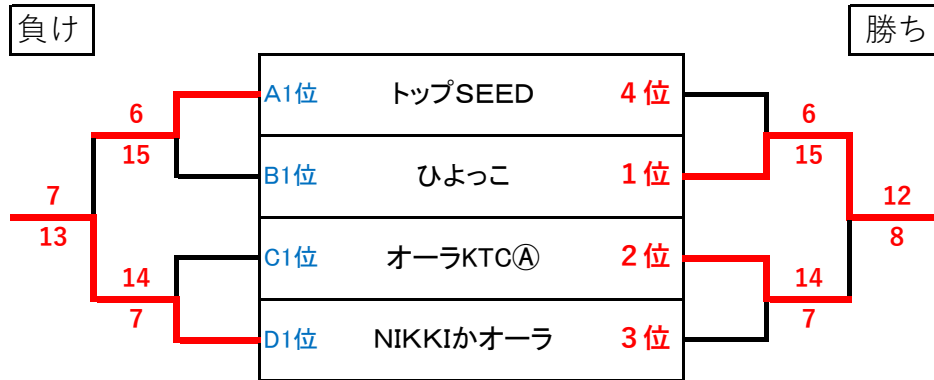 負け
勝ち
A1位 トップSEED 4位
6
15
6
15
B1位 ひよっこ 1位
7
13
12
8
C1位 オーラKTCⒶ 2位
14
7
14
7
D1位 NIKKIかオーラ 3位